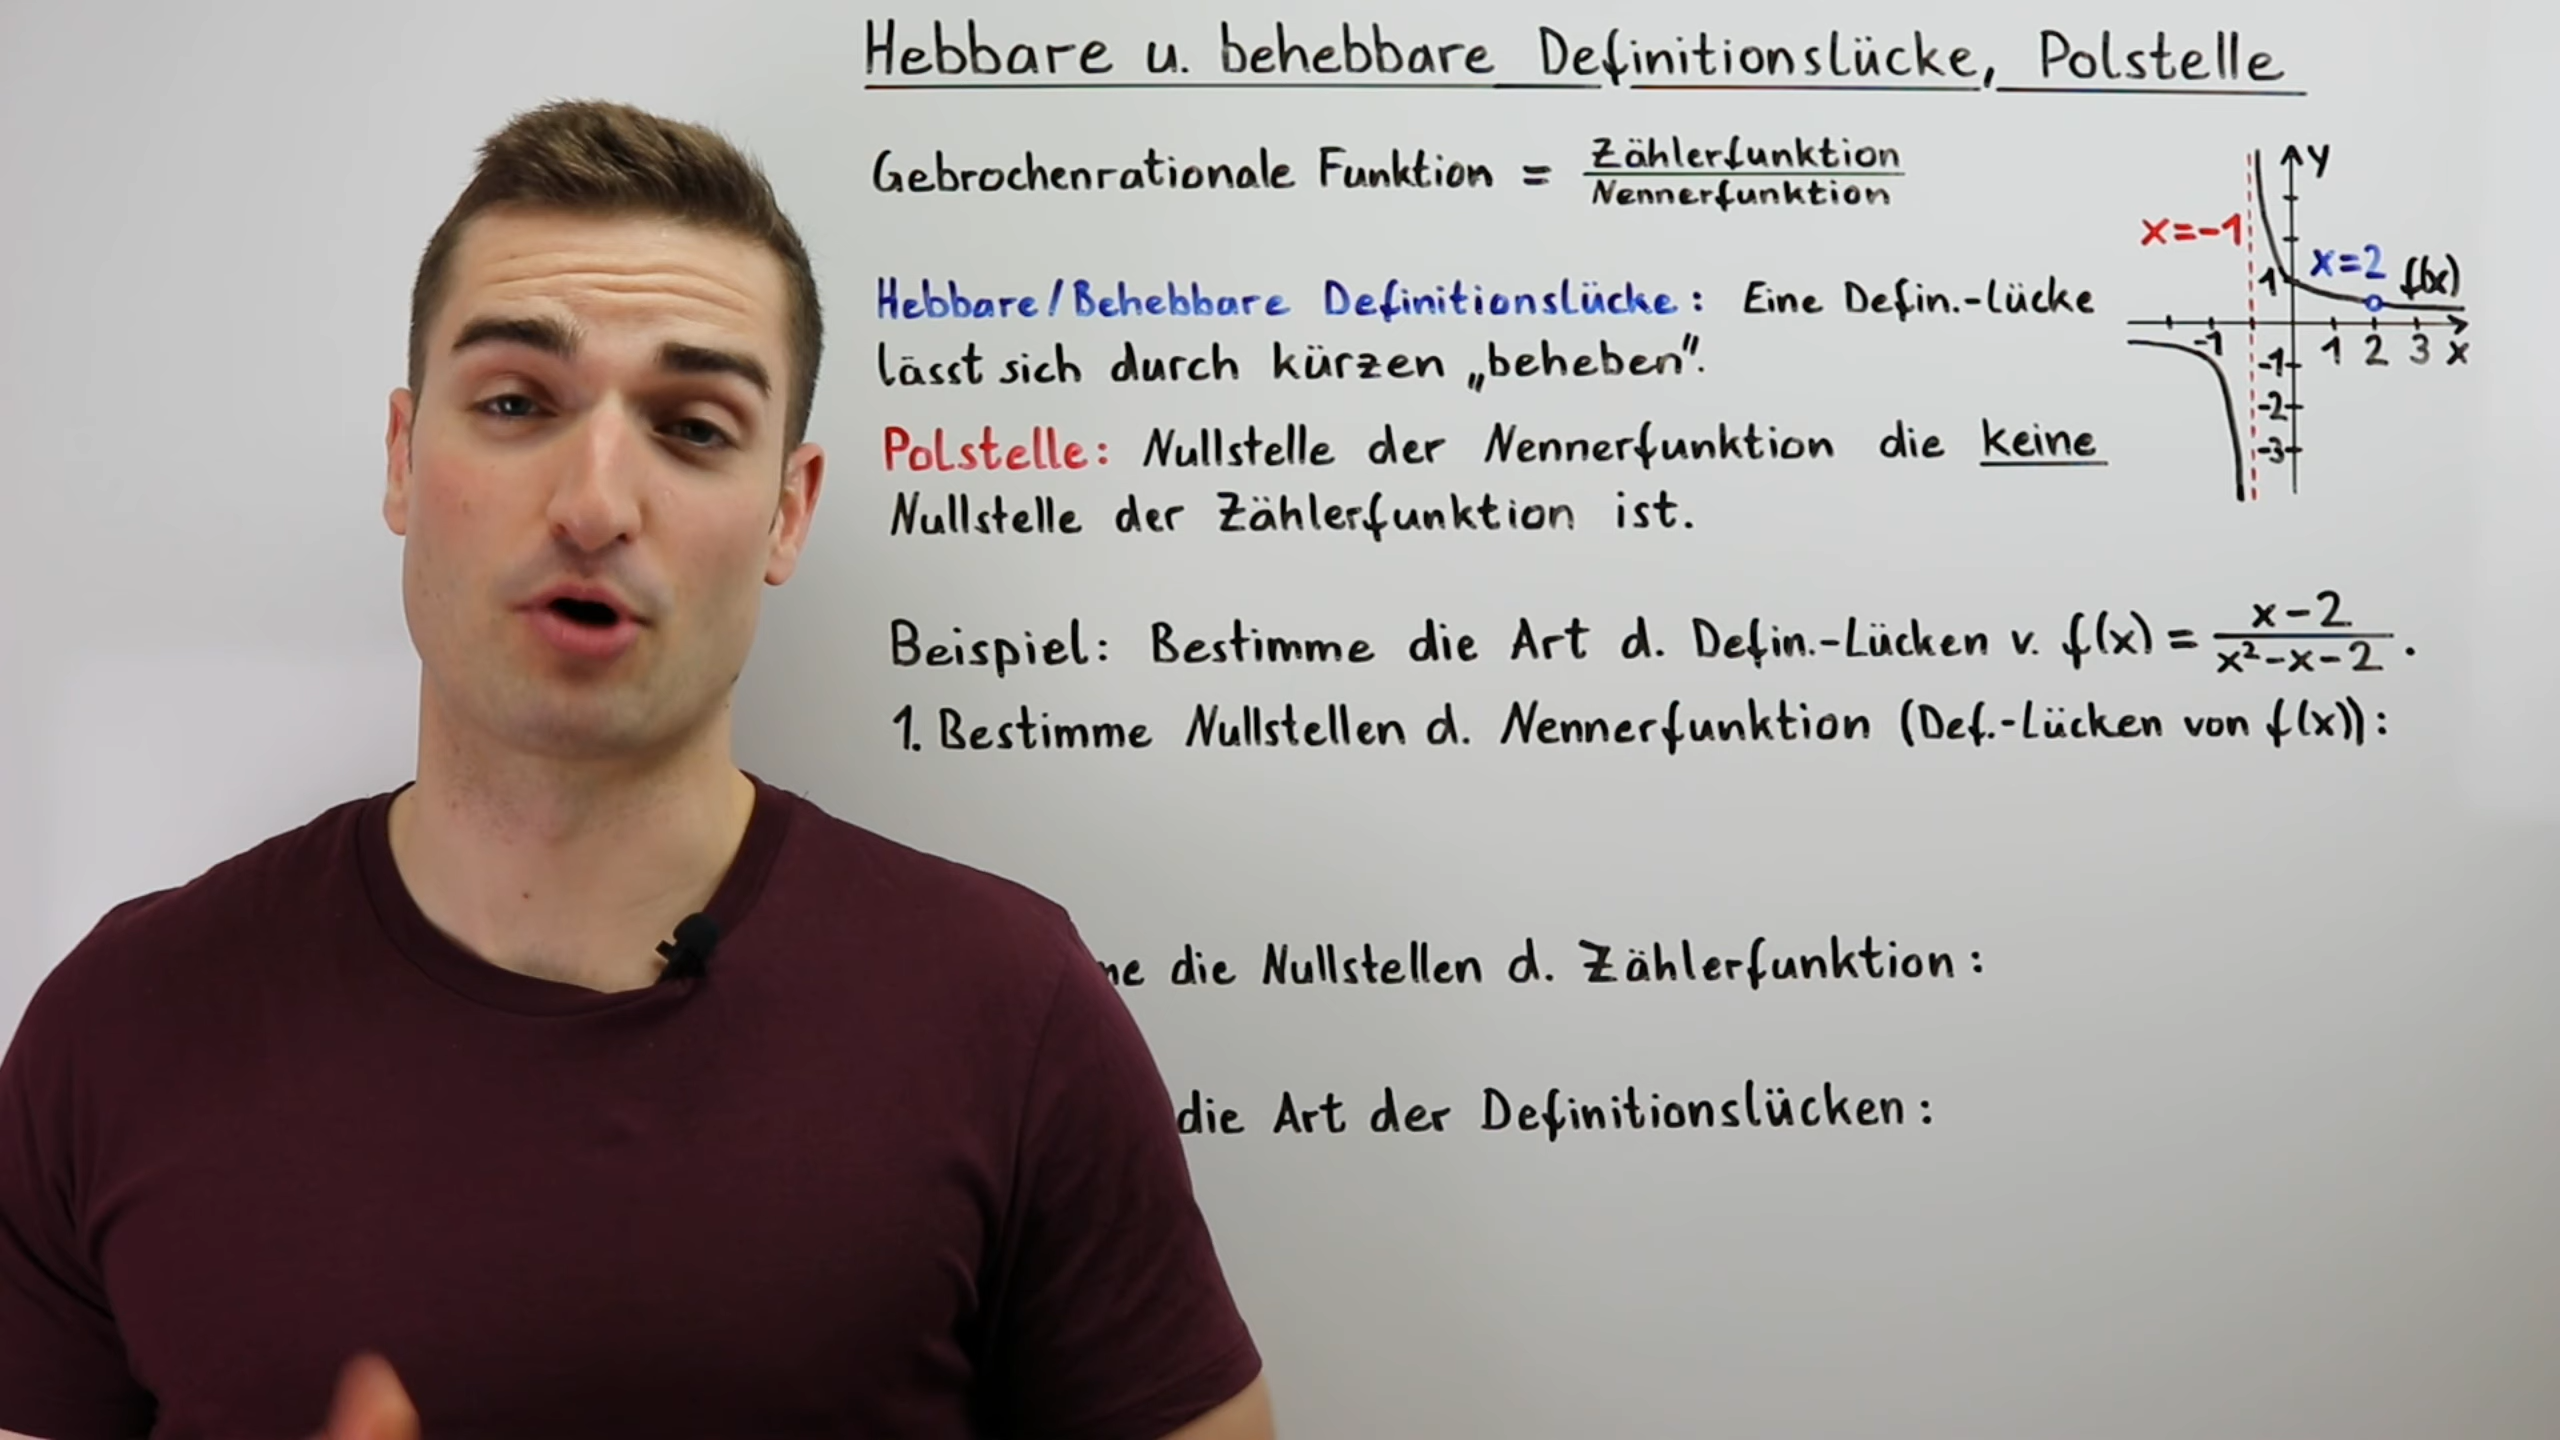 Hebbare u. behebbare Definitionslücke, Polstelle
Gebrochenrationale Funktion = Zählerfunktion
Nennerfunktion
Hebbare/Behebbare Definitionslücke: Eine Defin.-lücke
lässt sich durch kürzen „beheben".
Polstelle: Nullstelle der Nennerfunktion die keine
Nullstelle der Zählerfunktion ist.
y
x=-1
1
x=2
f(x)
-1
1 2 3 x
-1
-2
-3
Beispiel: Bestimme die Art d. Defin.-Lücken v. f(x) = x-2
x²-x-2 .
1. Bestimme Nullstellen d. Nennerfunktion (Def.-Lücken von f(x)):
die Nullstellen d. Zählerfunktion:
die Art der Definitionslücken: